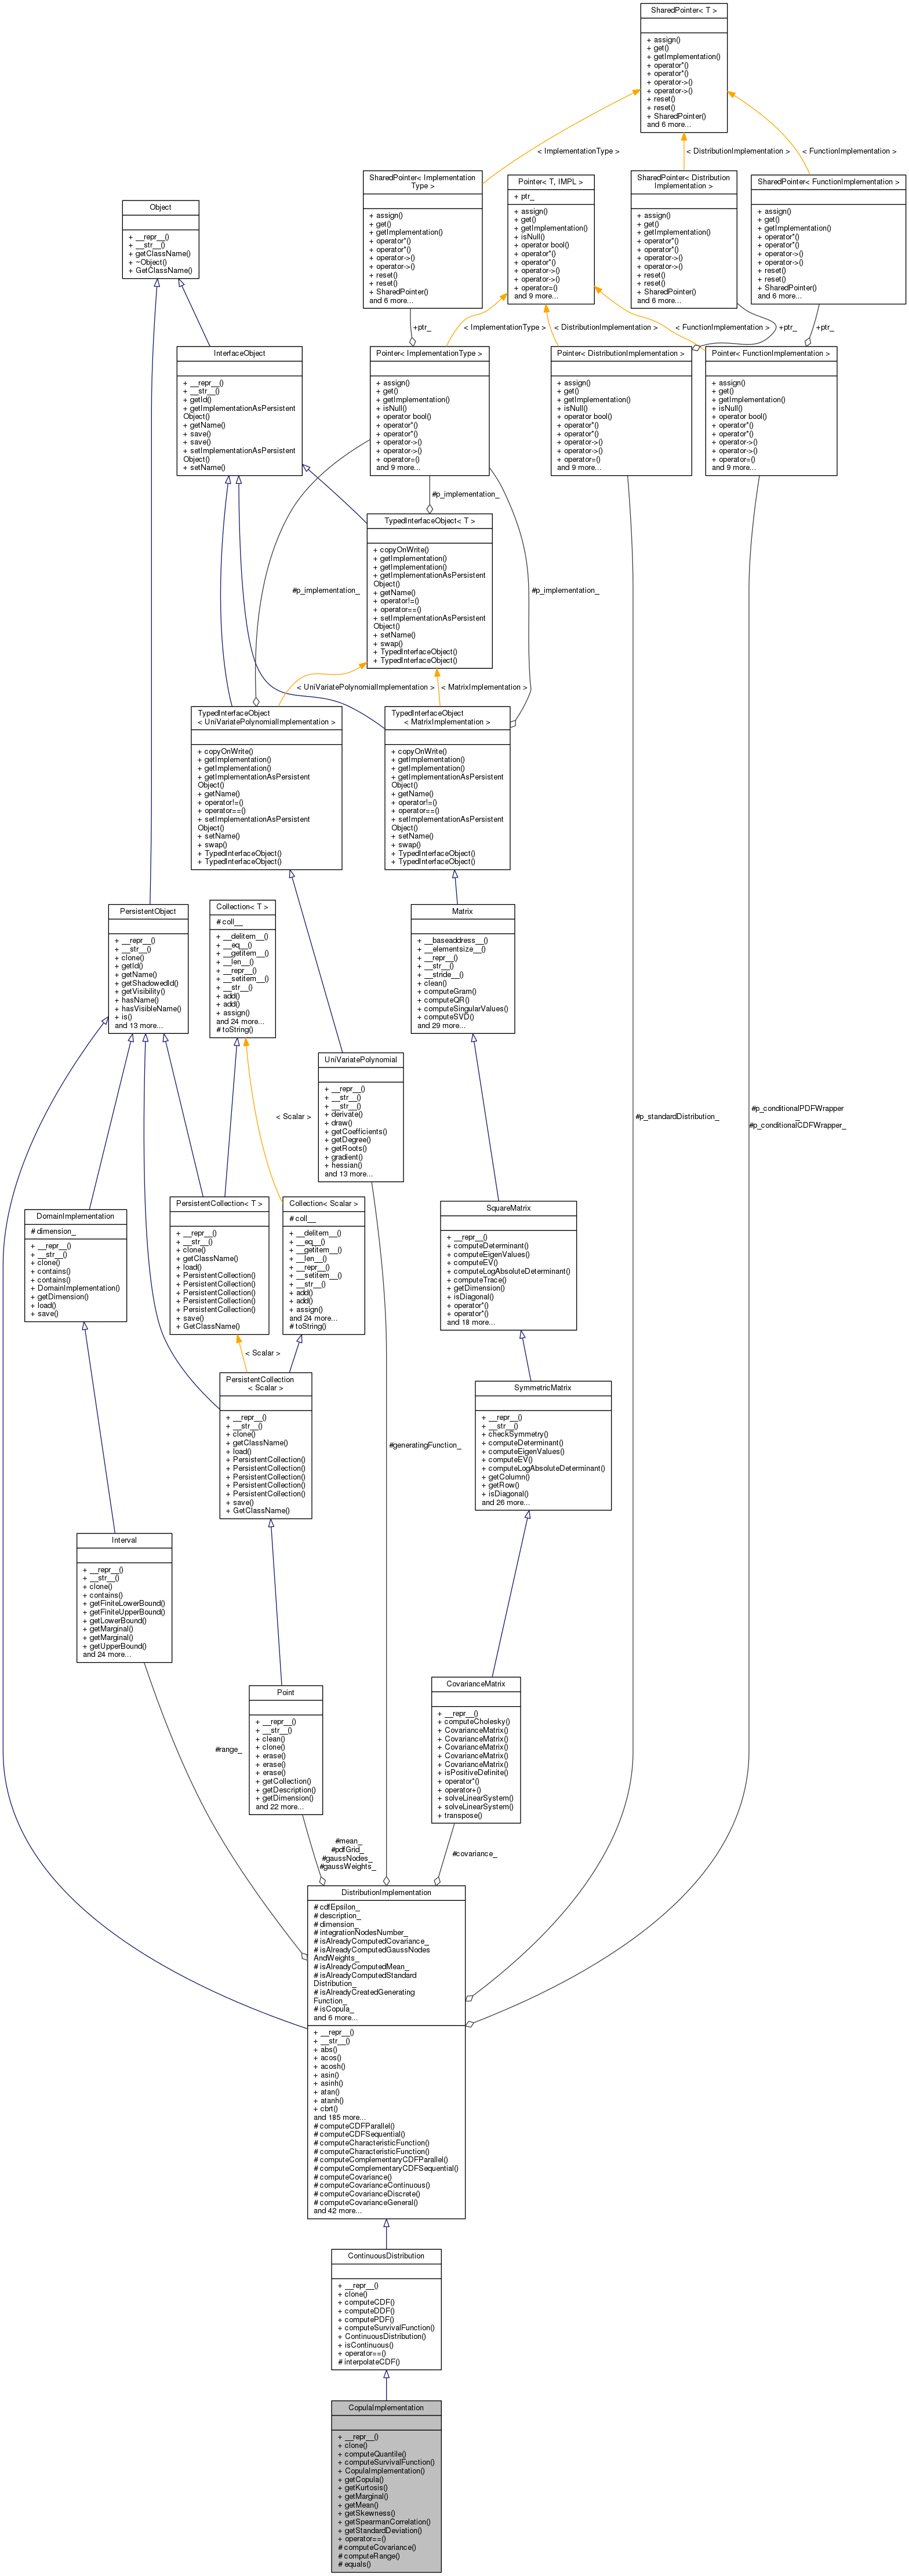 SharedPointer< T >
+ assign()
+ get()
+ getImplementation()
+ operator*()
+ operator*()
+ operator->()
+ operator->()
+ reset()
+ reset()
+ SharedPointer()
and 6 more...
< ImplementationType >
< DistributionImplementation >
< FunctionImplementation >
SharedPointer< Implementation
Type >
+ assign()
+ get()
+ getImplementation()
+ operator*()
+ operator*()
+ operator->()
+ operator->()
+ reset()
+ reset()
+ SharedPointer()
and 6 more...
Pointer< T, IMPL >
+ ptr_
+ assign()
+ get()
+ getImplementation()
+ isNull()
+ operator bool()
+ operator*()
+ operator*()
+ operator->()
+ operator->()
+ operator=()
and 9 more...
SharedPointer< Distribution
Implementation >
+ assign()
+ get()
+ getImplementation()
+ operator*()
+ operator*()
+ operator->()
+ operator->()
+ reset()
+ reset()
+ SharedPointer()
and 6 more...
SharedPointer< FunctionImplementation >
+ assign()
+ get()
+ getImplementation()
+ operator*()
+ operator*()
+ operator->()
+ operator->()
+ reset()
+ reset()
+ SharedPointer()
and 6 more...
Object
+ __repr__()
+ __str__()
+ getClassName()
+ ~Object()
+ GetClassName()
+ptr_
< ImplementationType >
< DistributionImplementation >
< FunctionImplementation >
+ptr_
+ptr_
InterfaceObject
+ __repr__()
+ __str__()
+ getId()
+ getImplementationAsPersistent
Object()
+ getName()
+ save()
+ save()
+ setImplementationAsPersistent
Object()
+ setName()
Pointer< ImplementationType >
+ assign()
+ get()
+ getImplementation()
+ isNull()
+ operator bool()
+ operator*()
+ operator*()
+ operator->()
+ operator->()
+ operator=()
and 9 more...
Pointer< DistributionImplementation >
+ assign()
+ get()
+ getImplementation()
+ isNull()
+ operator bool()
+ operator*()
+ operator*()
+ operator->()
+ operator->()
+ operator=()
and 9 more...
Pointer< FunctionImplementation >
+ assign()
+ get()
+ getImplementation()
+ isNull()
+ operator bool()
+ operator*()
+ operator*()
+ operator->()
+ operator->()
+ operator=()
and 9 more...
#p_implementation_
TypedInterfaceObject< T >
+ copyOnWrite()
+ getImplementation()
+ getImplementation()
+ getImplementationAsPersistent
Object()
+ getName()
+ operator!=()
+ operator==()
+ setImplementationAsPersistent
Object()
+ setName()
+ swap()
+ TypedInterfaceObject()
+ TypedInterfaceObject()
#p_implementation_
#p_implementation_
< UniVariatePolynomialImplementation >
< MatrixImplementation >
TypedInterfaceObject
< UniVariatePolynomialImplementation >
+ copyOnWrite()
+ getImplementation()
+ getImplementation()
+ getImplementationAsPersistent
Object()
+ getName()
+ operator!=()
+ operator==()
+ setImplementationAsPersistent
Object()
+ setName()
+ swap()
+ TypedInterfaceObject()
+ TypedInterfaceObject()
TypedInterfaceObject
< MatrixImplementation >
+ copyOnWrite()
+ getImplementation()
+ getImplementation()
+ getImplementationAsPersistent
Object()
+ getName()
+ operator!=()
+ operator==()
+ setImplementationAsPersistent
Object()
+ setName()
+ swap()
+ TypedInterfaceObject()
+ TypedInterfaceObject()
PersistentObject
+ __repr__()
+ __str__()
+ clone()
+ getId()
+ getName()
+ getShadowedId()
+ getVisibility()
+ hasName()
+ hasVisibleName()
+ is()
and 13 more...
Collection< T >
# coll__
+ __delitem__()
+ __eq__()
+ __getitem__()
+ __len__()
+ __repr__()
+ __setitem__()
+ __str__()
+ add()
+ add()
+ assign()
and 24 more...
# toString()
Matrix
+ __baseaddress__()
+ __elementsize__()
+ __repr__()
+ __str__()
+ __stride__()
+ clean()
+ computeGram()
+ computeQR()
+ computeSingularValues()
+ computeSVD()
and 29 more...
UniVariatePolynomial
+ __repr__()
+ __str__()
+ __str__()
+ derivate()
+ draw()
+ getCoefficients()
+ getDegree()
+ getRoots()
+ gradient()
+ hessian()
and 13 more...
< Scalar >
#p_standardDistribution_
#p_conditionalPDFWrapper
_
#p_conditionalCDFWrapper_
DomainImplementation
# dimension_
+ __repr__()
+ __str__()
+ clone()
+ contains()
+ contains()
+ DomainImplementation()
+ getDimension()
+ load()
+ save()
PersistentCollection< T >
+ __repr__()
+ __str__()
+ clone()
+ getClassName()
+ load()
+ PersistentCollection()
+ PersistentCollection()
+ PersistentCollection()
+ PersistentCollection()
+ PersistentCollection()
+ save()
+ GetClassName()
Collection< Scalar >
# coll__
+ __delitem__()
+ __eq__()
+ __getitem__()
+ __len__()
+ __repr__()
+ __setitem__()
+ __str__()
+ add()
+ add()
+ assign()
and 24 more...
# toString()
SquareMatrix
+ __repr__()
+ computeDeterminant()
+ computeEigenValues()
+ computeEV()
+ computeLogAbsoluteDeterminant()
+ computeTrace()
+ getDimension()
+ isDiagonal()
+ operator*()
+ operator*()
and 18 more...
< Scalar >
PersistentCollection
< Scalar >
+ __repr__()
+ __str__()
+ clone()
+ getClassName()
+ load()
+ PersistentCollection()
+ PersistentCollection()
+ PersistentCollection()
+ PersistentCollection()
+ PersistentCollection()
+ save()
+ GetClassName()
SymmetricMatrix
+ __repr__()
+ __str__()
+ checkSymmetry()
+ computeDeterminant()
+ computeEigenValues()
+ computeEV()
+ computeLogAbsoluteDeterminant()
+ getColumn()
+ getRow()
+ isDiagonal()
and 26 more...
#generatingFunction_
Interval
+ __repr__()
+ __str__()
+ clone()
+ contains()
+ getFiniteLowerBound()
+ getFiniteUpperBound()
+ getLowerBound()
+ getMarginal()
+ getMarginal()
+ getUpperBound()
and 24 more...
Point
+ __repr__()
+ __str__()
+ clean()
+ clone()
+ erase()
+ erase()
+ erase()
+ getCollection()
+ getDescription()
+ getDimension()
and 22 more...
CovarianceMatrix
+ __repr__()
+ computeCholesky()
+ CovarianceMatrix()
+ CovarianceMatrix()
+ CovarianceMatrix()
+ CovarianceMatrix()
+ CovarianceMatrix()
+ isPositiveDefinite()
+ operator*()
+ operator+()
+ solveLinearSystem()
+ solveLinearSystem()
+ transpose()
#range_
#mean_
#pdfGrid_
#gaussNodes_
#gaussWeights_
#covariance_
DistributionImplementation
# cdfEpsilon_
# description_
# dimension_
# integrationNodesNumber_
# isAlreadyComputedCovariance_
# isAlreadyComputedGaussNodes
AndWeights_
# isAlreadyComputedMean_
# isAlreadyComputedStandard
Distribution_
# isAlreadyCreatedGenerating
Function_
# isCopula_
and 6 more...
+ __repr__()
+ __str__()
+ abs()
+ acos()
+ acosh()
+ asin()
+ asinh()
+ atan()
+ atanh()
+ cbrt()
and 185 more...
# computeCDFParallel()
# computeCDFSequential()
# computeCharacteristicFunction()
# computeCharacteristicFunction()
# computeComplementaryCDFParallel()
# computeComplementaryCDFSequential()
# computeCovariance()
# computeCovarianceContinuous()
# computeCovarianceDiscrete()
# computeCovarianceGeneral()
and 42 more...
ContinuousDistribution
+ __repr__()
+ clone()
+ computeCDF()
+ computeDDF()
+ computePDF()
+ computeSurvivalFunction()
+ ContinuousDistribution()
+ isContinuous()
+ operator==()
# interpolateCDF()
CopulaImplementation
+ __repr__()
+ clone()
+ computeQuantile()
+ computeSurvivalFunction()
+ CopulaImplementation()
+ getCopula()
+ getKurtosis()
+ getMarginal()
+ getMean()
+ getSkewness()
+ getSpearmanCorrelation()
+ getStandardDeviation()
+ operator==()
# computeCovariance()
# computeRange()
# equals()